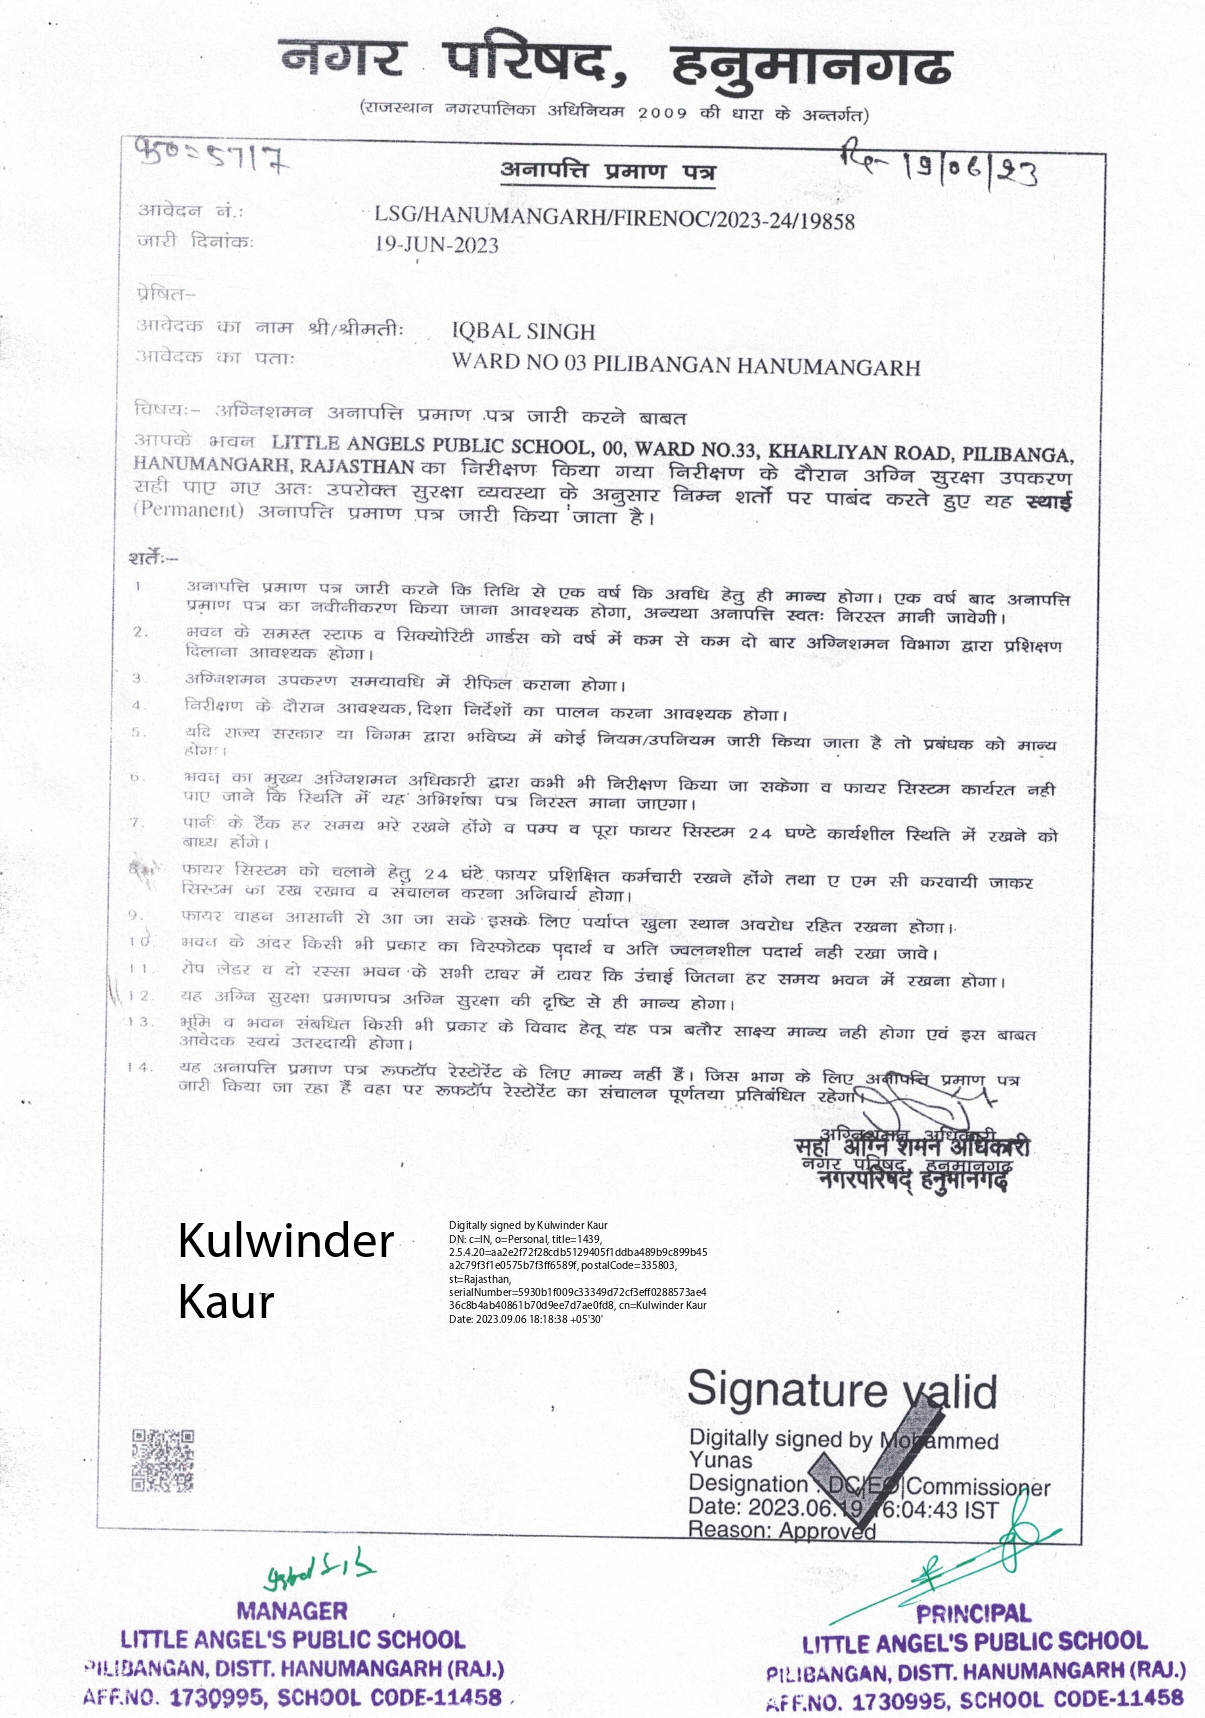 नगर परिषद, हनुमानगढ
(राजस्थान नगरपालिका अधिनियम 2009 की धारा के अन्तर्गत)
5717
19/06/23
अनापत्ति प्रमाण पत्र
आवेदन नं.: LSG/HANUMANGARH/FIRENOC/2023-24/19858
जारी दिनांक: 19-JUN-2023
प्रेषित–
आवेदक का नाम श्री/श्रीमती: IQBAL SINGH
आवेदक का पता: WARD NO 03 PILIBANGAN HANUMANGARH
विषय:- अग्निशमन अनापत्ति प्रमाण पत्र जारी करने बाबत
आपके भवन LITTLE ANGELS PUBLIC SCHOOL, 00, WARD NO.33, KHARLIYAN ROAD, PILIBANGA,
HANUMANGARH, RAJASTHAN का निरीक्षण किया गया निरीक्षण के दौरान अग्नि सुरक्षा उपकरण
सही पाए गए अतः उपरोक्त सुरक्षा व्यवस्था के अनुसार निम्न शर्तो पर पाबंद करते हुए यह स्थाई
(Permanent) अनापत्ति प्रमाण पत्र जारी किया जाता है।
शर्तें:–
1. अनापत्ति प्रमाण पत्र जारी करने कि तिथि से एक वर्ष कि अवधि हेतु ही मान्य होगा। एक वर्ष बाद अनापत्ति
प्रमाण पत्र का नवीनीकरण किया जाना आवश्यक होगा, अन्यथा अनापत्ति स्वतः निरस्त मानी जावेगी।
2. भवन के समस्त स्टाफ व सिक्योरिटी गार्डस को वर्ष में कम से कम दो बार अग्निशमन विभाग द्वारा प्रशिक्षण
दिलाना आवश्यक होगा।
3. अग्निशमन उपकरण समयावधि में रीफिल कराना होगा।
4. निरीक्षण के दौरान आवश्यक, दिशा निर्देशों का पालन करना आवश्यक होगा।
5. यदि राज्य सरकार या निगम द्वारा भविष्य में कोई नियम/उपनियम जारी किया जाता है तो प्रबंधक को मान्य
होगा।
6. भवन का मुख्य अग्निशमन अधिकारी द्वारा कभी भी निरीक्षण किया जा सकेगा व फायर सिस्टम कार्यरत नही
पाए जाने कि स्थिति में यह अभिशंषा पत्र निरस्त माना जाएगा।
7. पानी के टैंक हर समय भरे रखने होंगे व पम्प व पूरा फायर सिस्टम 24 घण्टे कार्यशील स्थिति में रखने को
बाध्य होंगे।
8. फायर सिस्टम को चलाने हेतु 24 घंटे फायर प्रशिक्षित कर्मचारी रखने होंगे तथा ए एम सी करवायी जाकर
सिस्टम का रख रखाव व संचालन करना अनिवार्य होगा।
9. फायर वाहन आसानी से आ जा सके इसके लिए पर्याप्त खुला स्थान अवरोध रहित रखना होगा।
10. भवन के अंदर किसी भी प्रकार का विस्फोटक पदार्थ व अति ज्वलनशील पदार्थ नही रखा जावे।
11. रोप लेडर व दो रस्सा भवन के सभी टावर में टावर कि उंचाई जितना हर समय भवन में रखना होगा।
12. यह अग्नि सुरक्षा प्रमाणपत्र अग्नि सुरक्षा की दृष्टि से ही मान्य होगा।
13. भूमि व भवन संबधित किसी भी प्रकार के विवाद हेतू यह पत्र बतौर साक्ष्य मान्य नही होगा एवं इस बाबत
आवेदक स्वयं उतरदायी होगा।
14. यह अनापत्ति प्रमाण पत्र रूफटॉप रेस्टोरेंट के लिए मान्य नहीं हैं। जिस भाग के लिए अनापत्ति प्रमाण पत्र
जारी किया जा रहा हैं वहा पर रूफटॉप रेस्टोरेंट का संचालन पूर्णतया प्रतिबंधित रहेगा।
अग्निशमन अधिकारी
सहा अग्नि शमन अधिकारी
नगर परिषद, हनुमानगढ
नगरपरिषद् हनुमानगढ़
Kulwinder
Kaur
Digitally signed by Kulwinder Kaur
DN: c=IN, o=Personal, title=1439,
2.5.4.20=aa2e2f72f28cdb5129405f1ddba489b9c899b45
a2c79f3f1e0575b7f3ff6589f, postalCode=335803,
st=Rajasthan,
serialNumber=5930b1f009c33349d72cf3eff0288573ae4
36c8b4ab40861b70d9ee7d7ae0fd8, cn=Kulwinder Kaur
Date: 2023.09.06 18:18:38 +05'30'
Signature valid
Digitally signed by Mohammed
Yunas
Designation : DC|EO|Commissioner
Date: 2023.06.19 16:04:43 IST
Reason: Approved
MANAGER
LITTLE ANGEL'S PUBLIC SCHOOL
PILIBANGAN, DISTT. HANUMANGARH (RAJ.)
AFF.NO. 1730995, SCHOOL CODE-11458
PRINCIPAL
LITTLE ANGEL'S PUBLIC SCHOOL
PILIBANGAN, DISTT. HANUMANGARH (RAJ.)
AFF.NO. 1730995, SCHOOL CODE-11458